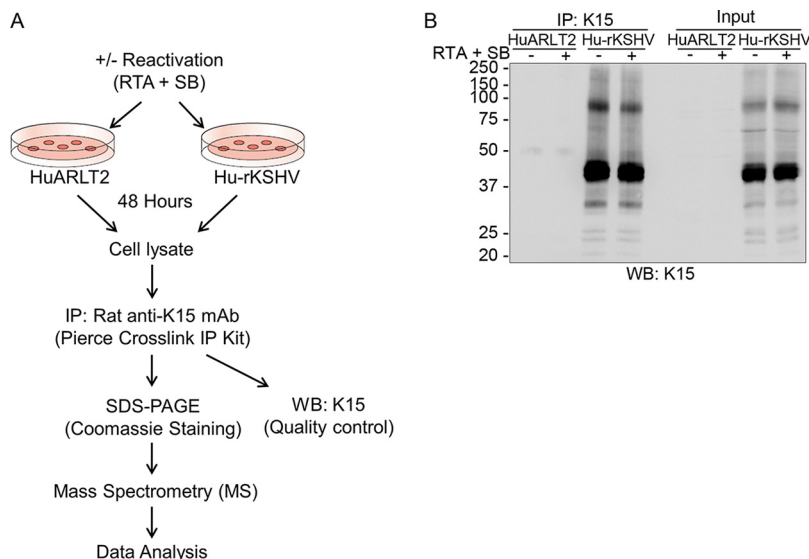 A
+/- Reactivation
(RTA + SB)
HuARLT2
Hu-rKSHV
48 Hours
Cell lysate
IP: Rat anti-K15 mAb
(Pierce Crosslink IP Kit)
SDS-PAGE
(Coomassie Staining)
WB: K15
(Quality control)
Mass Spectrometry (MS)
Data Analysis
B
IP: K15 Input
HuARLT2 Hu-rKSHV HuARLT2 Hu-rKSHV
RTA + SB - + - + - + - +
250 -
150 -
100 -
75 -
50 -
37 -
25 -
20 -
WB: K15